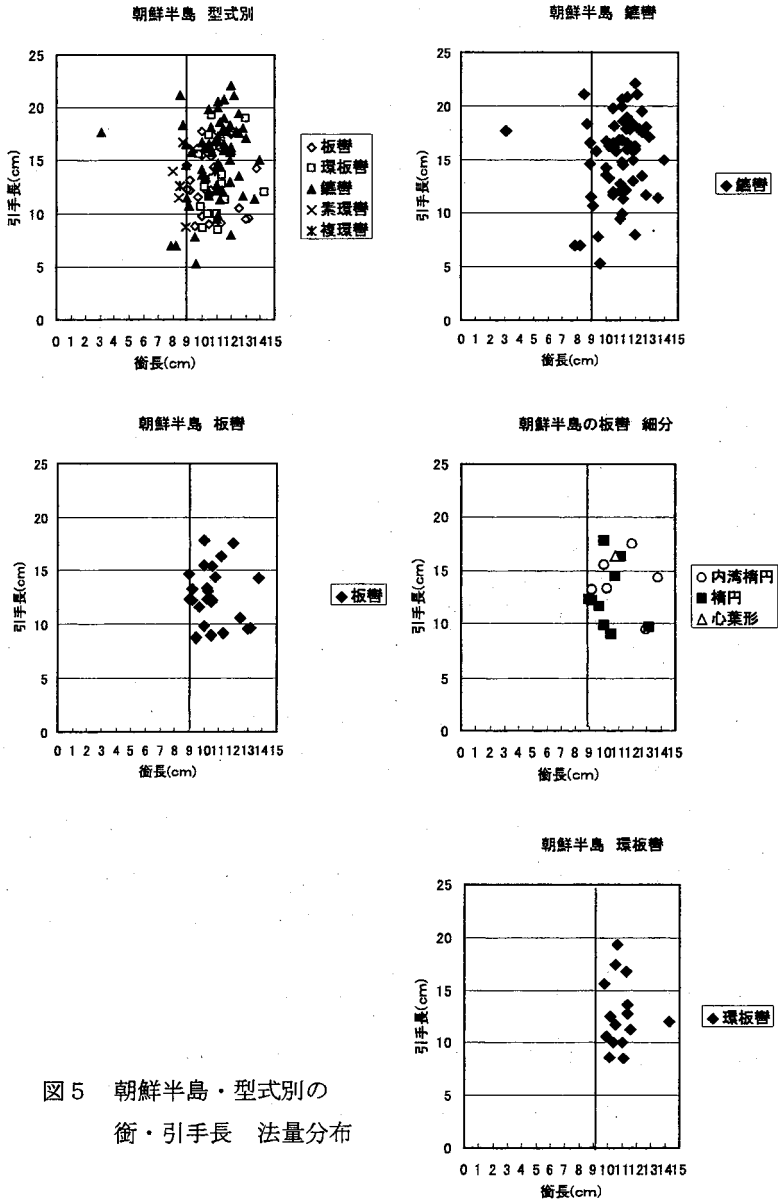 朝鮮半島 型式別
25
20
15
10
5
0
引手長(cm)
0 1 2 3 4 5 6 7 8 9 10 11 12 13 14 15
銜長(cm)
◇板轡
□環板轡
▲鑣轡
×素環轡
ж複環轡
朝鮮半島 鑣轡
25
20
15
10
5
0
引手長(cm)
0 1 2 3 4 5 6 7 8 9 10 11 12 13 14 15
銜長(cm)
◆鑣轡
朝鮮半島 板轡
25
20
15
10
5
0
引手長(cm)
0 1 2 3 4 5 6 7 8 9 10 11 12 13 14 15
銜長(cm)
◆板轡
朝鮮半島の板轡 細分
25
20
15
10
5
0
引手長(cm)
0 1 2 3 4 5 6 7 8 9 10 11 12 13 14 15
銜長(cm)
○内湾楕円
■楕円
△心葉形
朝鮮半島 環板轡
25
20
15
10
5
0
引手長(cm)
0 1 2 3 4 5 6 7 8 9 10 11 12 13 14 15
銜長(cm)
◆環板轡
図5 朝鮮半島・型式別の
銜・引手長 法量分布